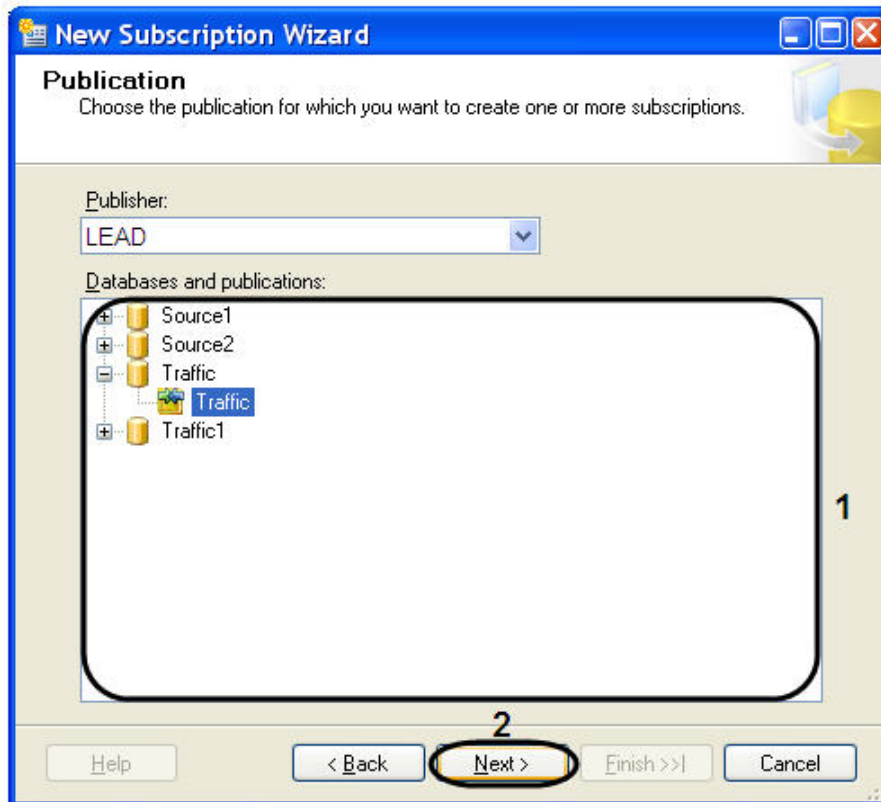 New Subscription Wizard
Publication
Choose the publication for which you want to create one or more subscriptions.
Publisher:
LEAD
Databases and publications:
Source1
Source2
Traffic
Traffic
Traffic1
1
2
Help < Back Next > Finish >>| Cancel